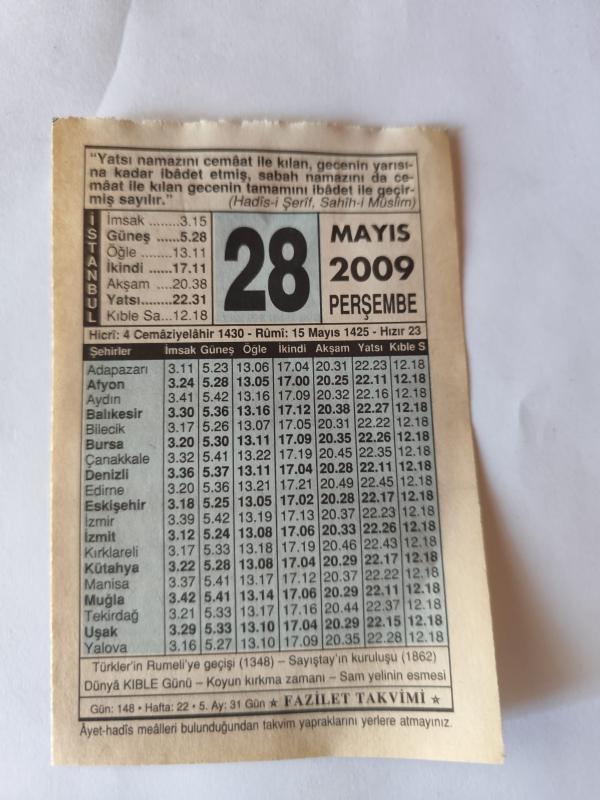 "Yatsı namazını cemâat ile kılan, gecenin yarısı-
na kadar ibâdet etmiş, sabah namazını da ce-
mâat ile kılan gecenin tamamını ibâdet ile geçir-
miş sayılır." (Hadîs-i Şerîf, Sahîh-i Müslim)
İSTANBUL
İmsak ........3.15
Güneş ......5.28
Öğle .........13.11
İkindi ......17.11
Akşam ....20.38
Yatsı........22.31
Kıble Sa...12.18
28
MAYIS
2009
PERŞEMBE
Hicrî: 4 Cemâziyelâhir 1430 - Rûmî: 15 Mayıs 1425 - Hızır 23
Şehirler İmsak Güneş Öğle İkindi Akşam Yatsı Kıble S
Adapazarı 3.11 5.23 13.06 17.04 20.31 22.23 12.18
Afyon 3.24 5.28 13.05 17.00 20.25 22.11 12.18
Aydın 3.41 5.42 13.16 17.09 20.32 22.16 12.18
Balıkesir 3.30 5.36 13.16 17.12 20.38 22.27 12.18
Bilecik 3.17 5.26 13.07 17.05 20.31 22.22 12.18
Bursa 3.20 5.30 13.11 17.09 20.35 22.26 12.18
Çanakkale 3.32 5.41 13.22 17.19 20.45 22.35 12.18
Denizli 3.36 5.37 13.11 17.04 20.28 22.11 12.18
Edirne 3.20 5.36 13.21 17.21 20.49 22.45 12.18
Eskişehir 3.18 5.25 13.05 17.02 20.28 22.17 12.18
İzmir 3.39 5.42 13.19 17.13 20.37 22.23 12.18
İzmit 3.12 5.24 13.08 17.06 20.33 22.26 12.18
Kırklareli 3.17 5.33 13.18 17.19 20.46 22.43 12.18
Kütahya 3.22 5.28 13.08 17.04 20.29 22.17 12.18
Manisa 3.37 5.41 13.17 17.12 20.37 22.22 12.18
Muğla 3.42 5.41 13.14 17.06 20.29 22.11 12.18
Tekirdağ 3.21 5.33 13.17 17.16 20.44 22.37 12.18
Uşak 3.29 5.33 13.10 17.04 20.29 22.15 12.18
Yalova 3.16 5.27 13.10 17.09 20.35 22.28 12.18
Türkler'in Rumeli'ye geçişi (1348) – Sayıştay'ın kuruluşu (1862)
Dünyâ KIBLE Günü – Koyun kırkma zamanı – Sam yelinin esmesi
Gün: 148 • Hafta: 22 • 5. Ay: 31 Gün ★ FAZİLET TAKVİMİ ★
Âyet-hadîs meâlleri bulunduğundan takvim yapraklarını yerlere atmayınız.